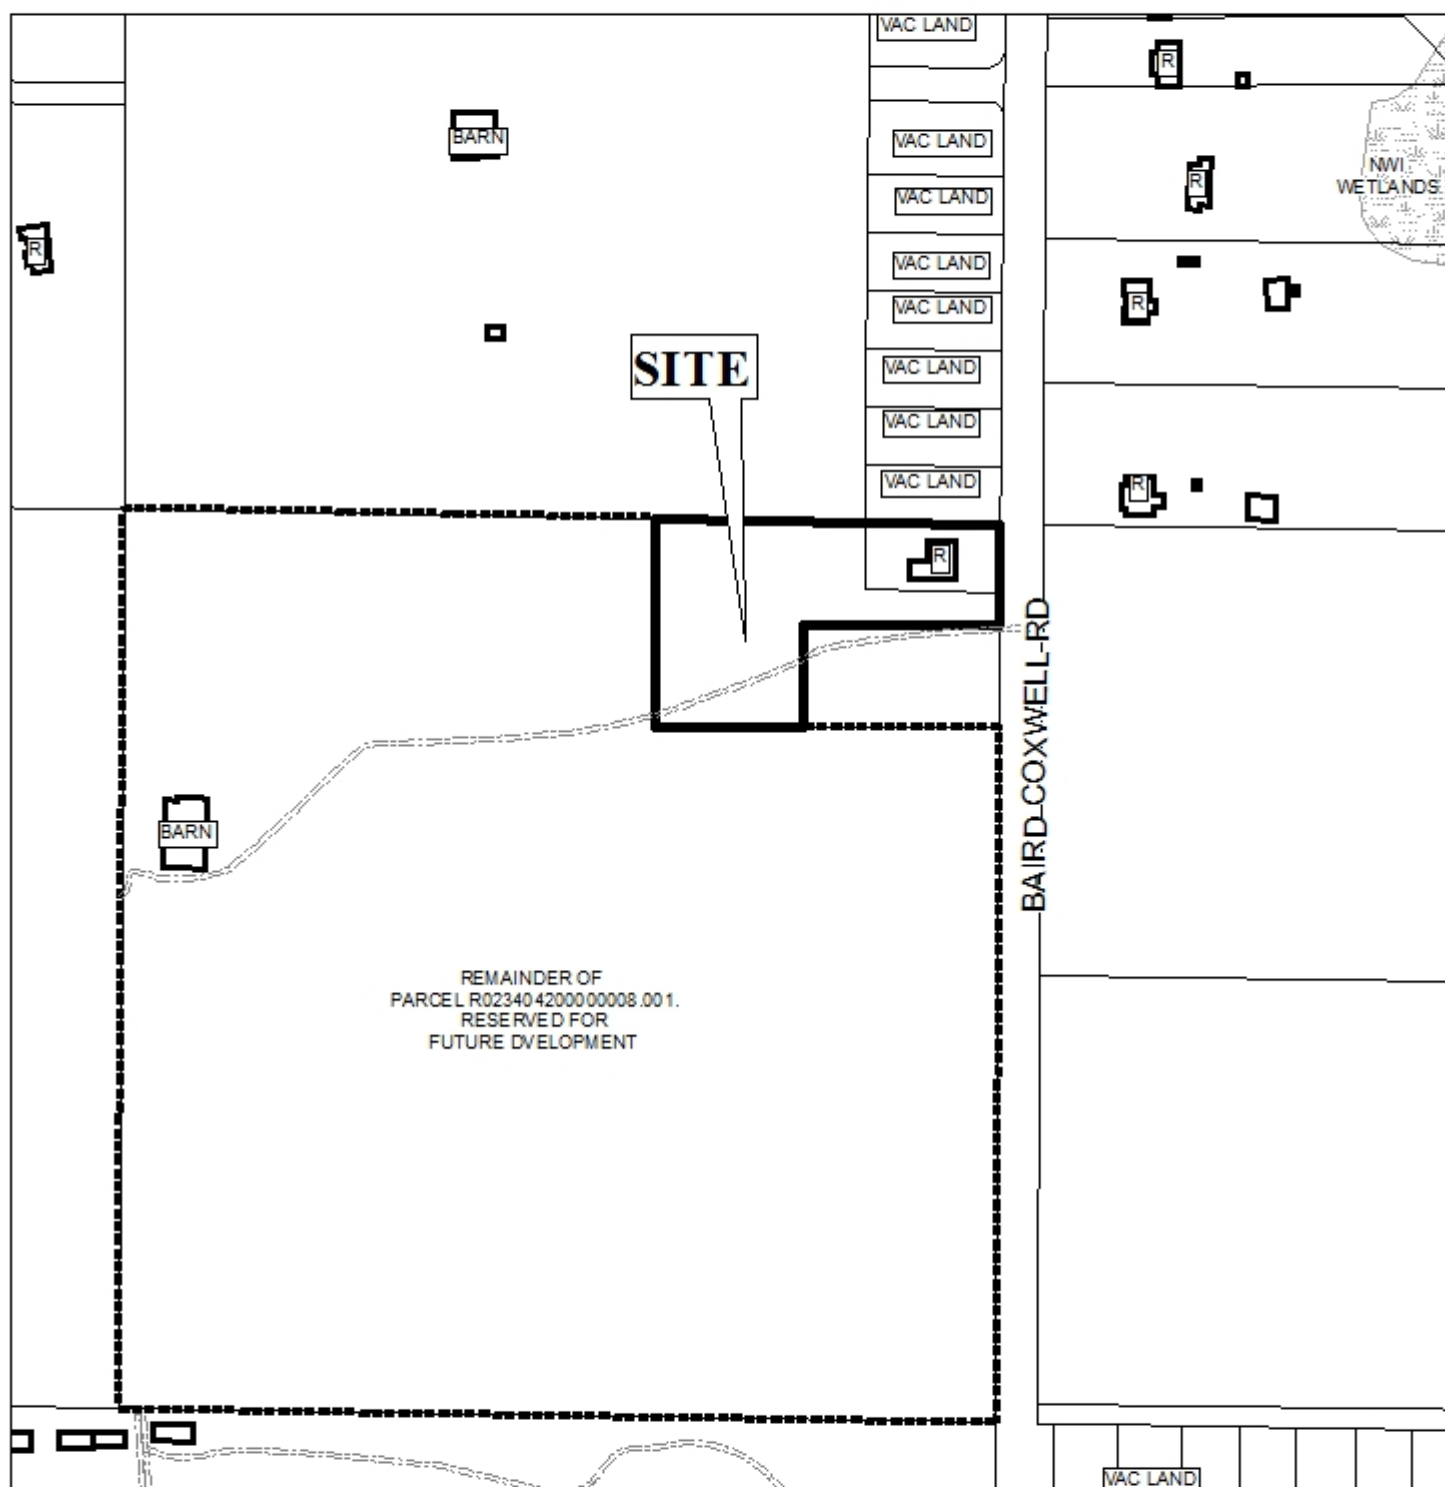 VAC LAND
R
BARN
VAC LAND
NWI
WETLANDS
R
VAC LAND
R
VAC LAND
R
VAC LAND
SITE
VAC LAND
VAC LAND
VAC LAND
R
R
BAIRD COXWELL RD
BARN
REMAINDER OF
PARCEL R023404200000008.001.
RESERVED FOR
FUTURE DVELOPMENT
VAC LAND